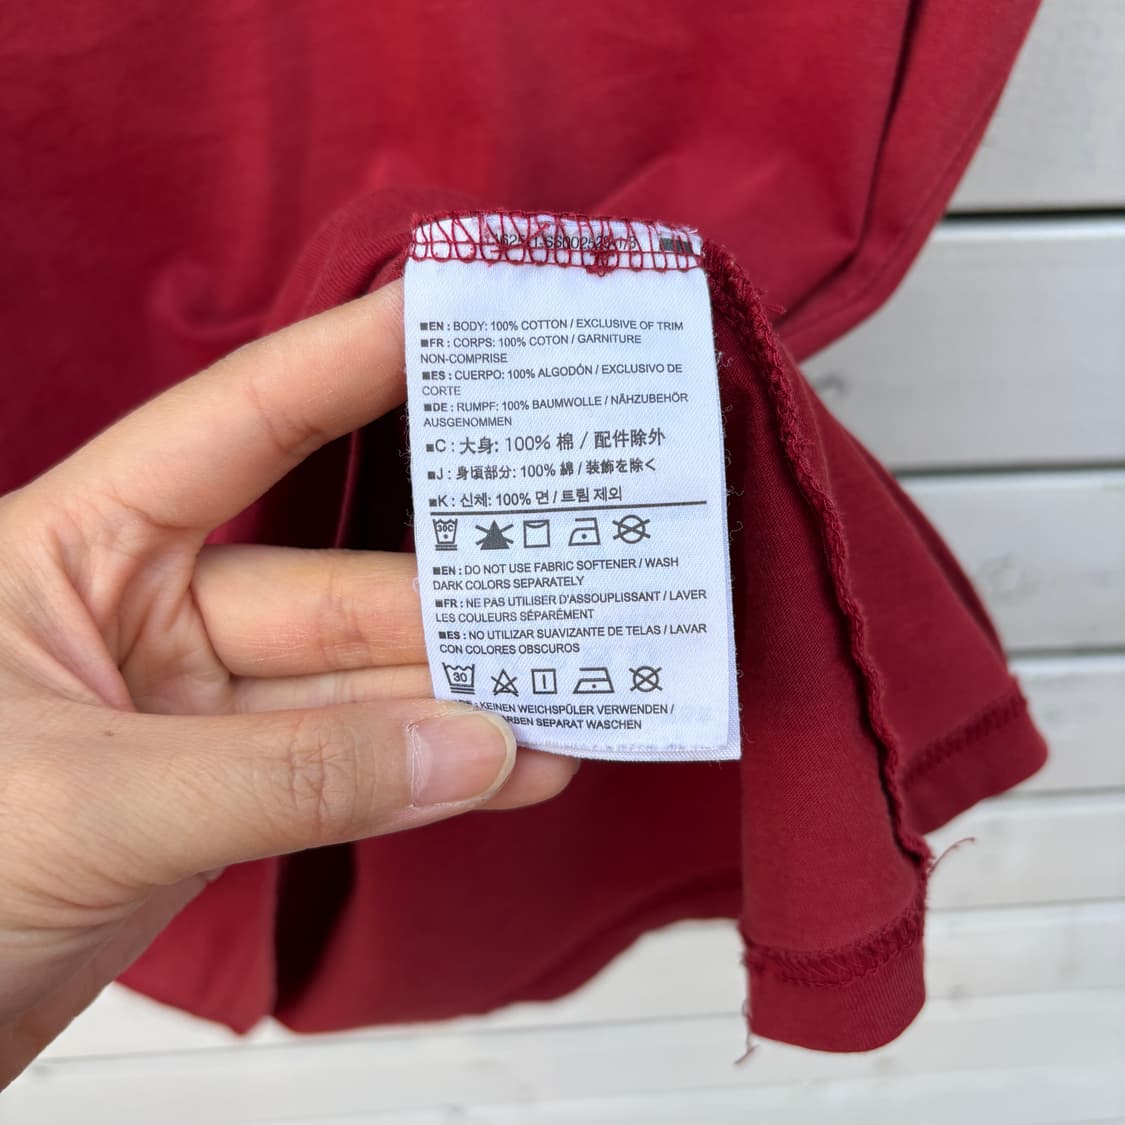 EN : BODY: 100% COTTON / EXCLUSIVE OF TRIM
FR : CORPS: 100% COTON / GARNITURE
NON-COMPRISE
ES : CUERPO: 100% ALGODÓN / EXCLUSIVO DE
CORTE
DE : RUMPF: 100% BAUMWOLLE / NÄHZUBEHÖR
AUSGENOMMEN
C : 大身: 100% 棉 / 配件除外
J : 身頃部分: 100% 綿 / 装飾を除く
K : 신체: 100% 면 / 트림 제외
30C
EN : DO NOT USE FABRIC SOFTENER / WASH
DARK COLORS SEPARATELY
FR : NE PAS UTILISER D'ASSOUPLISSANT / LAVER
LES COULEURS SÉPARÉMENT
ES : NO UTILIZAR SUAVIZANTE DE TELAS / LAVAR
CON COLORES OBSCUROS
30
: KEINEN WEICHSPÜLER VERWENDEN /
SEPARAT WASCHEN